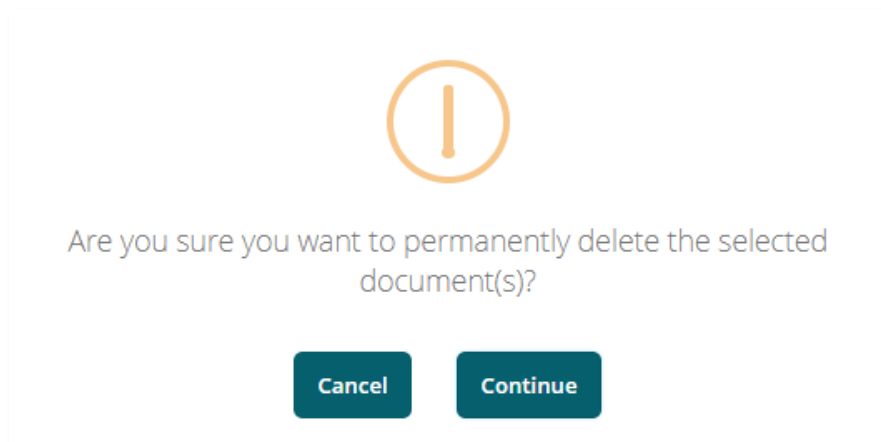 Are you sure you want to permanently delete the selected
document(s)?
Cancel
Continue